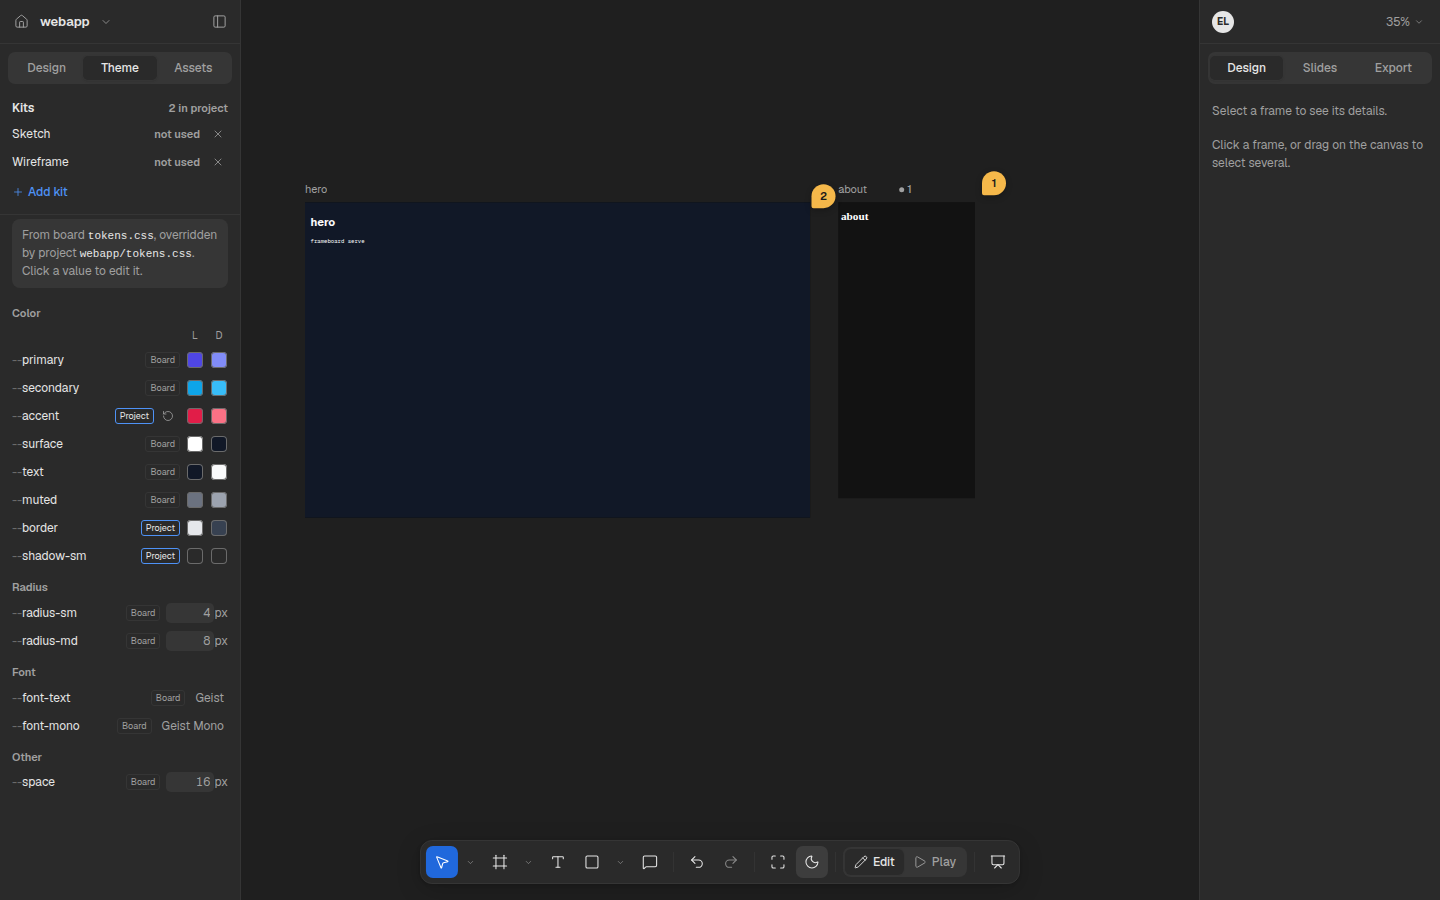 webapp
Design
Theme
Assets
Kits
2 in project
Sketch
not used
Wireframe
not used
Add kit
From board tokens.css, overridden
by project webapp/tokens.css.
Click a value to edit it.
Color
L
D
--primary
Board
--secondary
Board
--accent
Project
--surface
Board
--text
Board
--muted
Board
--border
Project
--shadow-sm
Project
Radius
--radius-sm
Board
4 px
--radius-md
Board
8 px
Font
--font-text
Board
Geist
--font-mono
Board
Geist Mono
Other
--space
Board
16 px
hero
2
hero
frameboard serve
about
1
1
about
Edit
Play
EL
35%
Design
Slides
Export
Select a frame to see its details.
Click a frame, or drag on the canvas to
select several.